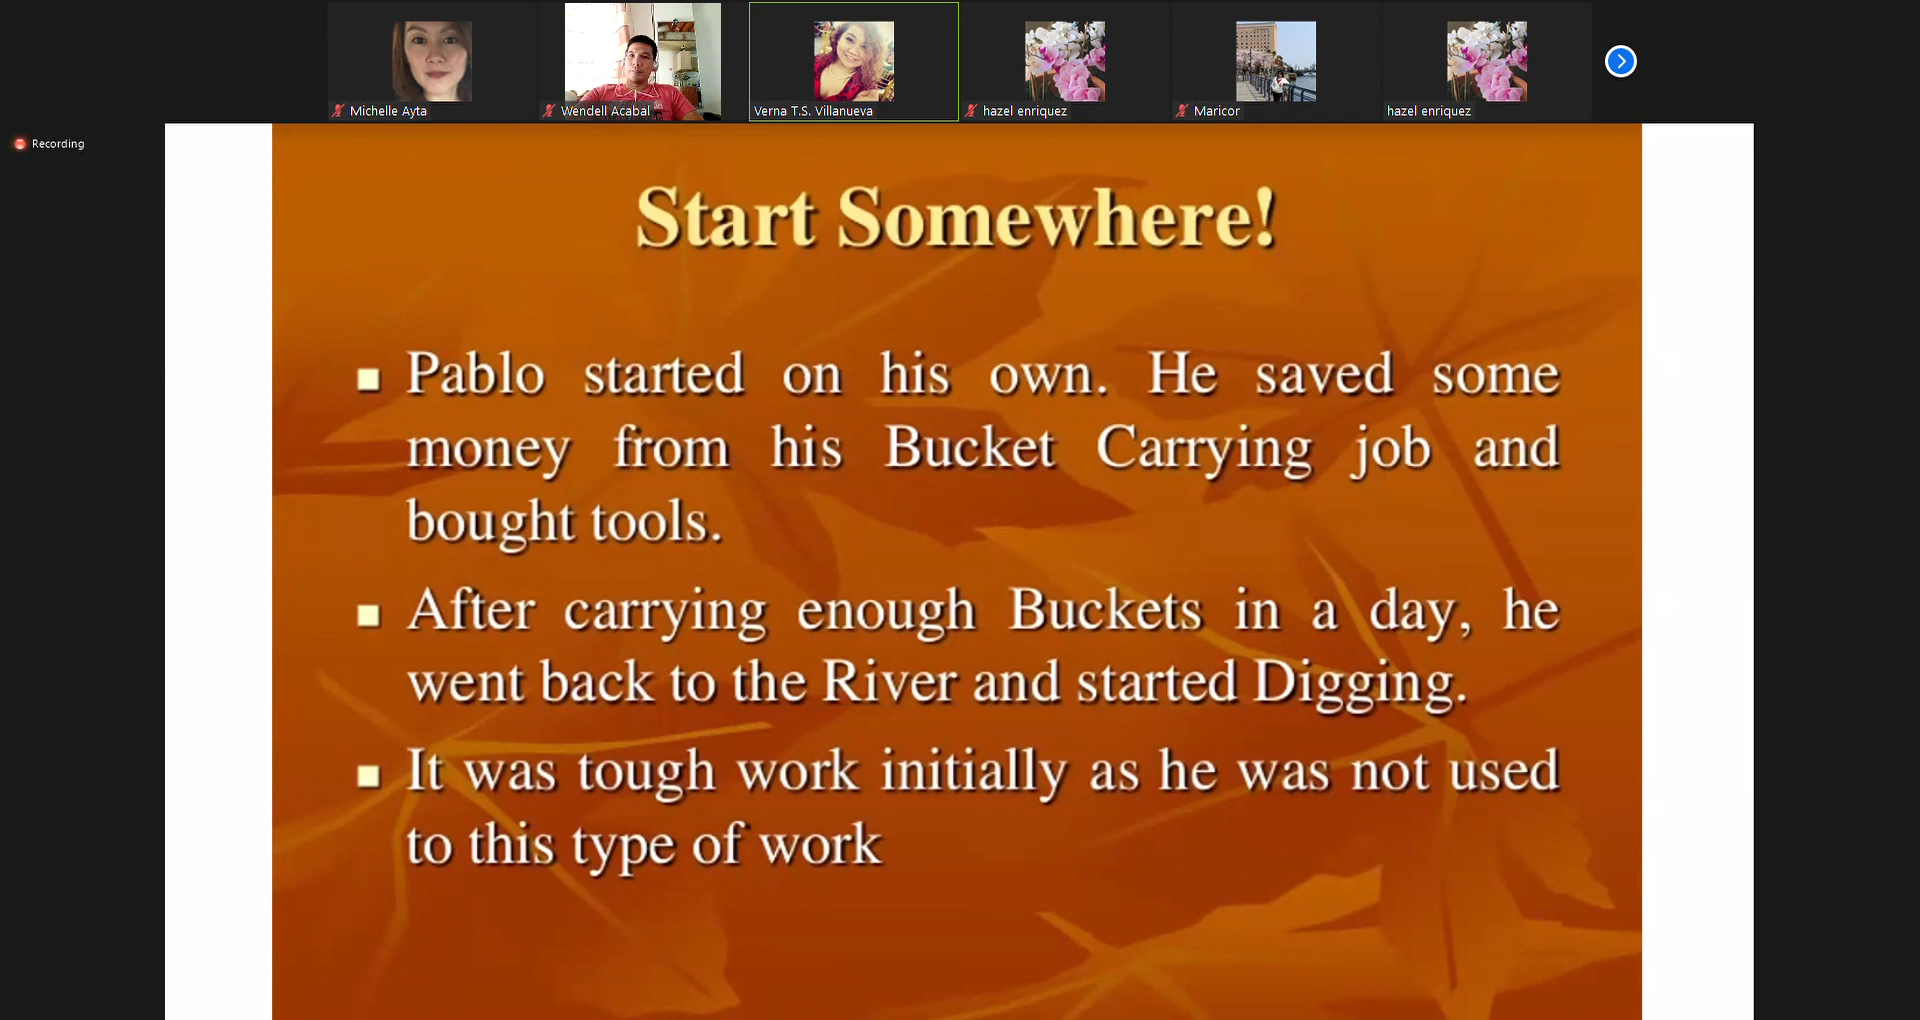 Michelle Ayta
Wendell Acabal
Verna T.S. Villanueva
hazel enriquez
Maricor
hazel enriquez
Recording
Start Somewhere!
Pablo started on his own. He saved some
money from his Bucket Carrying job and
bought tools.
After carrying enough Buckets in a day, he
went back to the River and started Digging.
It was tough work initially as he was not used
to this type of work